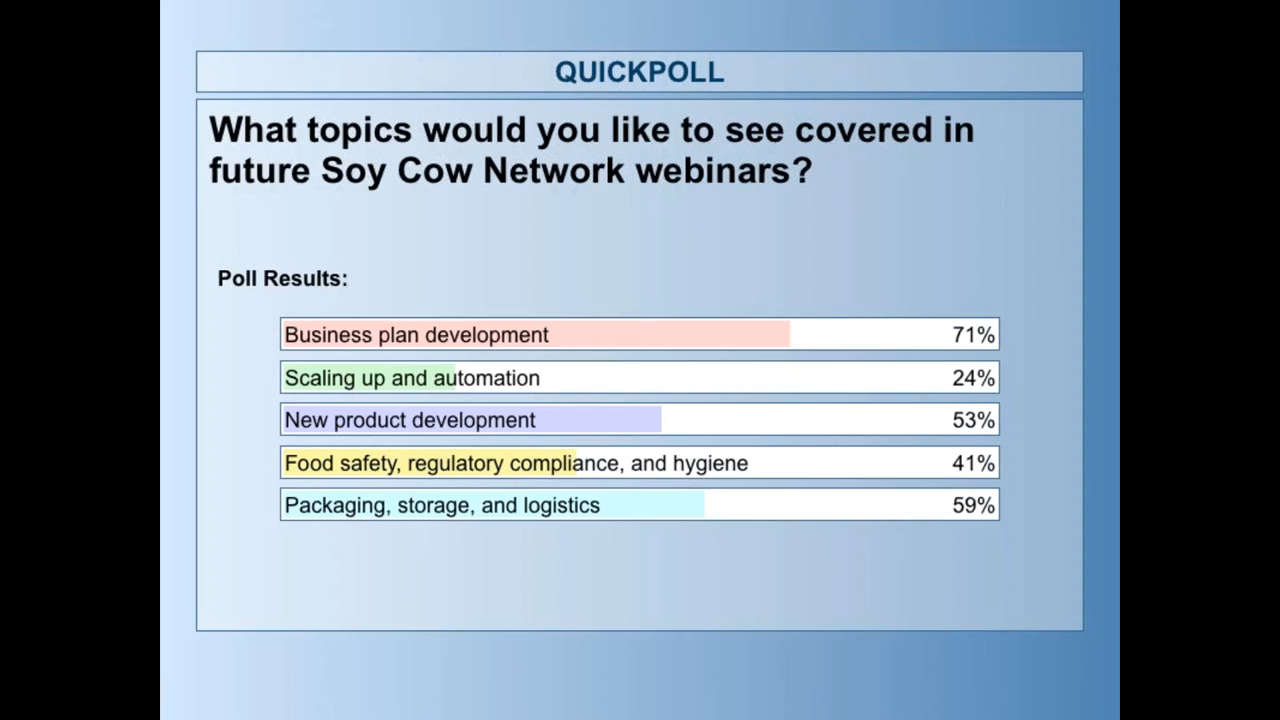 QUICKPOLL
What topics would you like to see covered in
future Soy Cow Network webinars?
Poll Results:
Business plan development 71%
Scaling up and automation 24%
New product development 53%
Food safety, regulatory compliance, and hygiene 41%
Packaging, storage, and logistics 59%